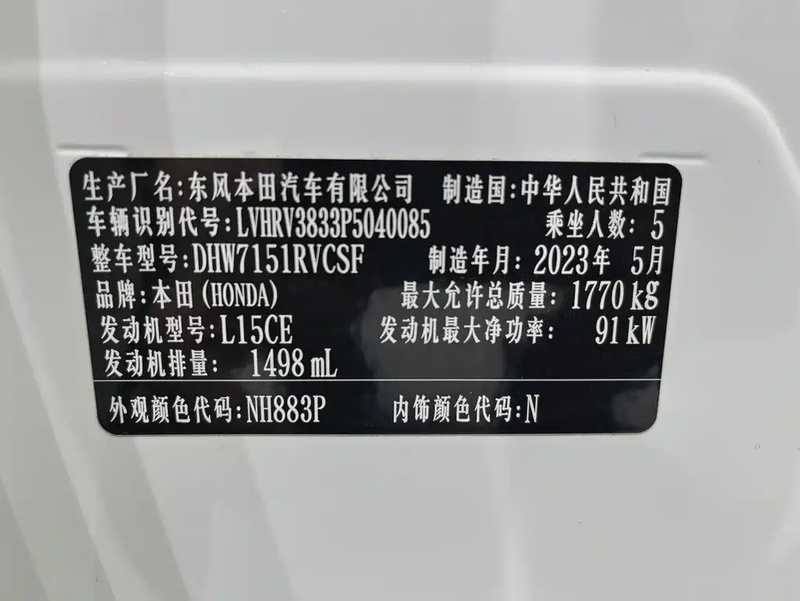 生产厂名:东风本田汽车有限公司 制造国:中华人民共和国
车辆识别代号:LVHRV3833P5040085 乘坐人数:5
整车型号:DHW7151RVCSF 制造年月:2023年 5月
品牌:本田(HONDA) 最大允许总质量:1770kg
发动机型号:L15CE 发动机最大净功率: 91kW
发动机排量: 1498 mL
外观颜色代码:NH883P 内饰颜色代码:N